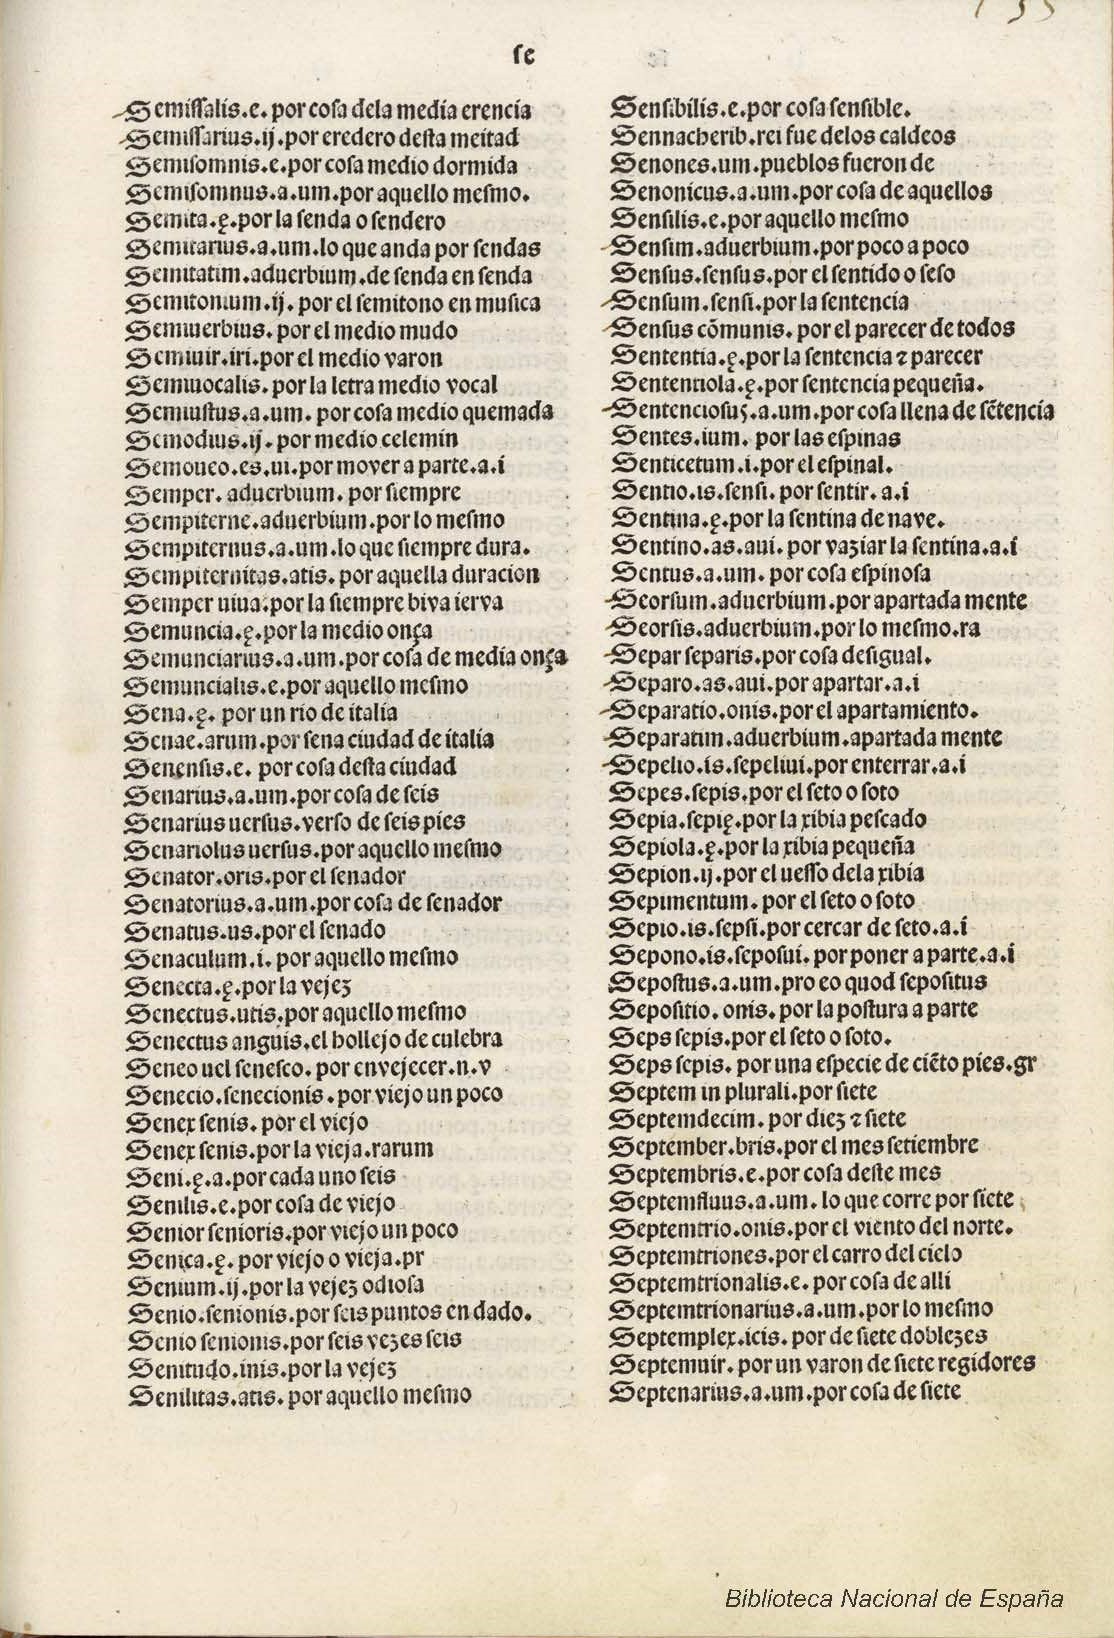 se
Semissalis.e. por cosa dela media erencia
Semissarius.ij.por eredero desta meitad
Semisomnis.e.por cosa medio dormida
Semisomnus.a.um.por aquello mesmo.
Semita.ę.por la senda o sendero
Semitarius.a.um.lo que anda por sendas
Semitatim.aduerbium.de senda en senda
Semitonium.ij. por el semitono en musica
Semiuerbius. por el medio mudo
Semiuir.iri.por el medio varon
Semiuocalis. por la letra medio vocal
Semiustus.a.um. por cosa medio quemada
Semodius.ij. por medio celemin
Semoueo.es.ui.por mover a parte.a.i
Semper. aduerbium. por siempre
Sempiterne.aduerbium.por lo mesmo
Sempiternus.a.um.lo que siempre dura.
Sempiternitas.atis. por aquella duracion
Semper uiua.por la siempre biva ierva
Semuncia.ę.por la medio onça
Semunciarius.a.um.por cosa de media onça
Semuncialis.e.por aquello mesmo
Sena.ę. por un rio de italia
Senae.arum.por sena ciudad de italia
Senensis.e. por cosa desta ciudad
Senarius.a.um.por cosa de seis
Senarius uersus.verso de seis pies
Senariolus uersus.por aquello mesmo
Senator.oris.por el senador
Senatorius.a.um.por cosa de senador
Senatus.us.por el senado
Senaculum.i. por aquello mesmo
Senecta.ę.por la vejez
Senectus.utis.por aquello mesmo
Senectus anguis.el hollejo de culebra
Seneo uel senesco. por envejecer.n.v
Senecio.senecionis. por viejo un poco
Senex senis. por el viejo
Senex senis.por la vieja.rarum
Seni.ę.a.por cada uno seis
Senilis.e.por cosa de viejo
Senior senioris.por viejo un poco
Senica.ę. por viejo o vieja.pr
Senium.ij.por la vejez odiosa
Senio.senionis.por seis puntos en dado.
Senio senionis.por seis vezes seis
Senitudo.inis.por la vejez
Senilitas.atis. por aquello mesmo
Sensibilis.e.por cosa sensible.
Sennacherib.rei fue delos caldeos
Senones.um.pueblos fueron de
Senonicus.a.um.por cosa de aquellos
Sensilis.e.por aquello mesmo
Sensim.aduerbium.por poco a poco
Sensus.sensus.por el sentido o seso
Sensum.sensi.por la sentencia
Sensus cõmunis. por el parecer de todos
Sententia.ę.por la sentencia ⁊ parecer
Sententiola.ę.por sentencia pequeña.
Sentenciosus.a.um.por cosa llena de sẽtencia
Sentes.ium. por las espinas
Senticetum.i.por el espinal.
Sentio.is.sensi. por sentir. a.i
Sentina.ę.por la sentina de nave.
Sentino.as.aui. por vaziar la sentina.a.i
Sentus.a.um. por cosa espinosa
Seorsum.aduerbium.por apartada mente
Seorsis.aduerbium.por lo mesmo.ra
Separ separis.por cosa desigual.
Separo.as.aui.por apartar.a.i
Separatio.onis.por el apartamiento.
Separatim.aduerbium.apartada mente
Sepelio.is.sepeliui.por enterrar.a.i
Sepes.sepis.por el seto o soto
Sepia.sepię.por la xibia pescado
Sepiola.ę.por la xibia pequeña
Sepion.ij.por el uesso dela xibia
Sepimentum.por el seto o soto
Sepio.is.sepsi.por cercar de seto.a.i
Sepono.is.seposui. por poner a parte.a.i
Sepostus.a.um.pro eo quod sepositus
Sepositio.onis. por la postura a parte
Seps sepis.por el seto o soto.
Seps sepis. por una especie de ciẽto pies.gr
Septem in plurali.por siete
Septemdecim. por diez ⁊ siete
September.bris.por el mes setiembre
Septembris.e.por cosa deste mes
Septemfluus.a.um. lo que corre por siete
Septemtrio.onis.por el viento del norte.
Septemtriones.por el carro del cielo
Septemtrionalis.e. por cosa de alli
Septemtrionarius.a.um.por lo mesmo
Septemplex.icis. por de siete doblezes
Septemuir. por un varon de siete regidores
Septenarius.a.um.por cosa de siete
Biblioteca Nacional de España